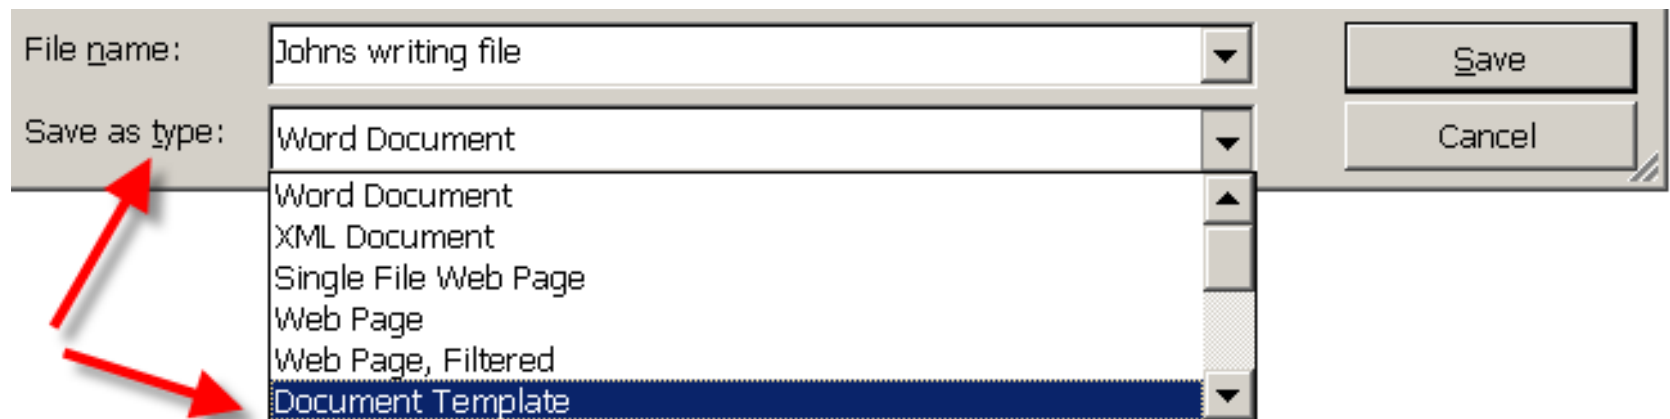 File name: Johns writing file Save
Save as type: Word Document Cancel
Word Document
XML Document
Single File Web Page
Web Page
Web Page, Filtered
Document Template